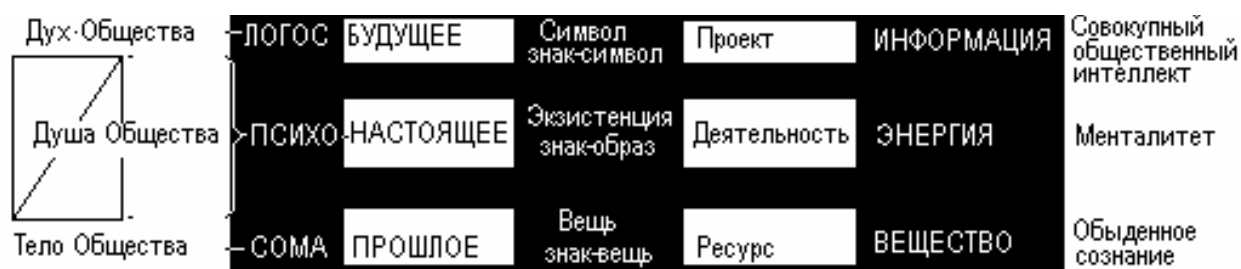 Дух Общества ЛОГОС БУДУЩЕЕ Символ знак-символ Проект ИНФОРМАЦИЯ Совокупный общественный интеллект
Душа Общества ПСИХО НАСТОЯЩЕЕ Экзистенция знак-образ Деятельность ЭНЕРГИЯ Менталитет
Тело Общества СОМА ПРОШЛОЕ Вещь знак-вещь Ресурс ВЕЩЕСТВО Обыденное сознание